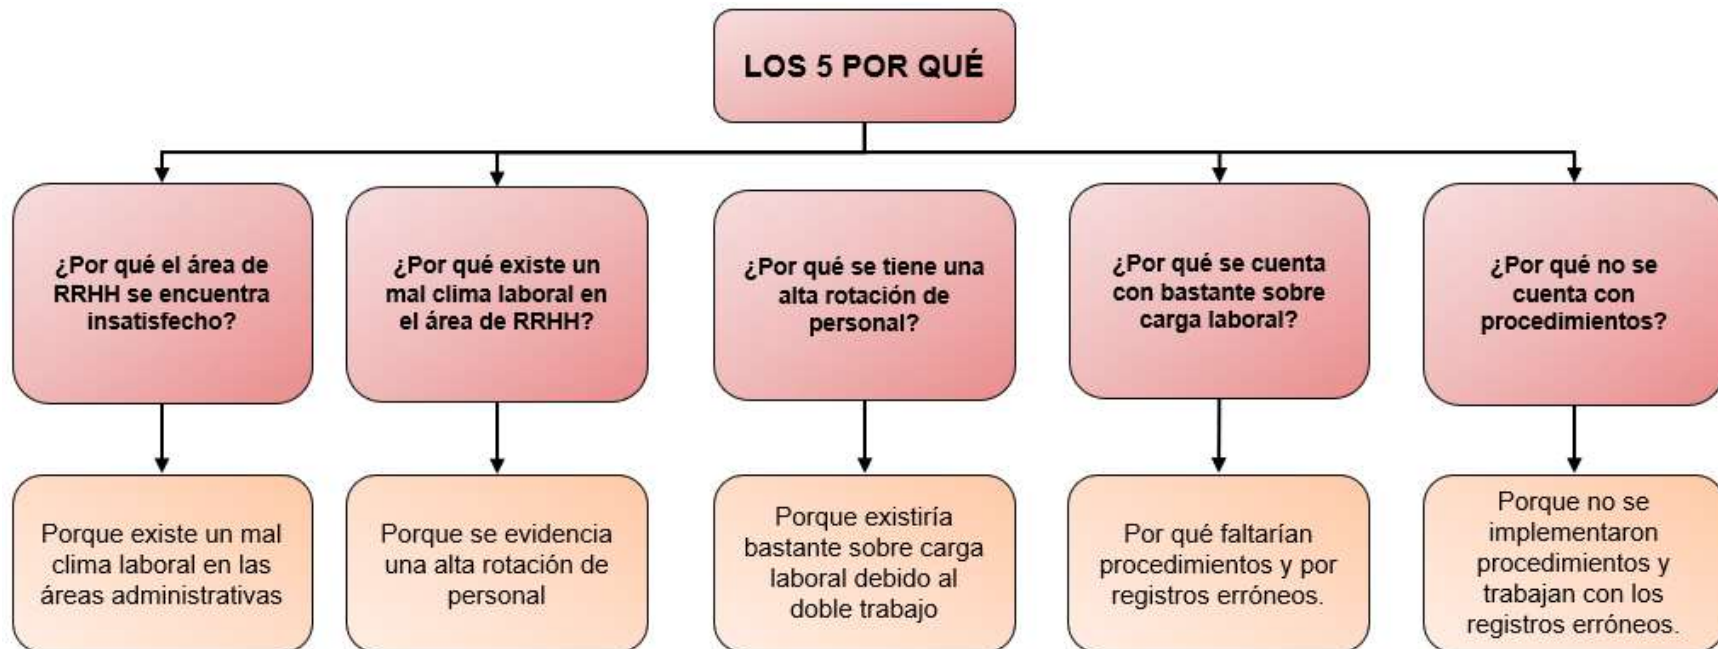 LOS 5 POR QUÉ
¿Por qué el área de
RRHH se encuentra
insatisfecho?
¿Por qué existe un
mal clima laboral en
el área de RRHH?
¿Por qué se tiene una
alta rotación de
personal?
¿Por qué se cuenta
con bastante sobre
carga laboral?
¿Por qué no se
cuenta con
procedimientos?
Porque existe un mal
clima laboral en las
áreas administrativas
Porque se evidencia
una alta rotación de
personal
Porque existiría
bastante sobre carga
laboral debido al
doble trabajo
Por qué faltarían
procedimientos y por
registros erróneos.
Porque no se
implementaron
procedimientos y
trabajan con los
registros erróneos.